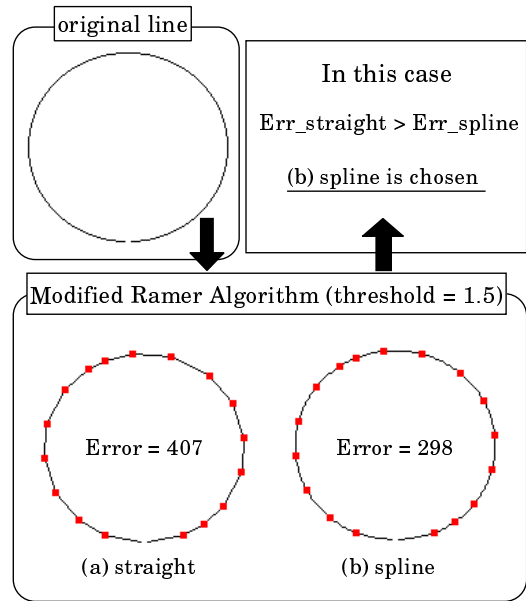 original line
In this case
Err_straight > Err_spline
(b) spline is chosen
Modified Ramer Algorithm (threshold = 1.5)
Error = 407
Error = 298
(a) straight
(b) spline